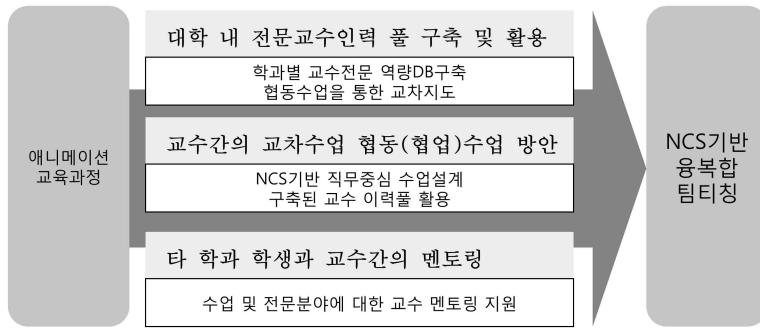 애니메이션
교육과정
대학 내 전문교수인력 풀 구축 및 활용
학과별 교수전문 역량DB구축
협동수업을 통한 교차지도
교수간의 교차수업 협동(협업)수업 방안
NCS기반 직무중심 수업설계
구축된 교수 이력풀 활용
타 학과 학생과 교수간의 멘토링
수업 및 전문분야에 대한 교수 멘토링 지원
NCS기반
융복합
팀티칭